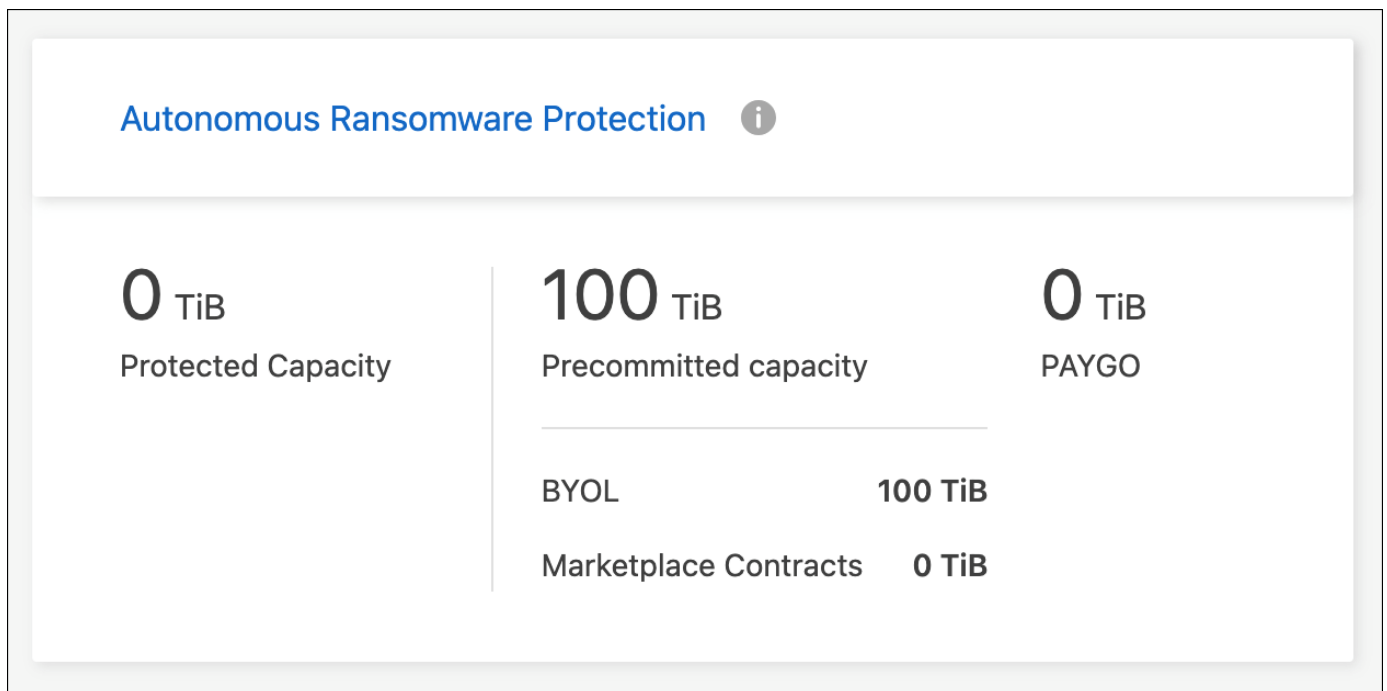 Autonomous Ransomware Protection
0 TiB
Protected Capacity
100 TiB
Precommitted capacity
BYOL 100 TiB
Marketplace Contracts 0 TiB
0 TiB
PAYGO